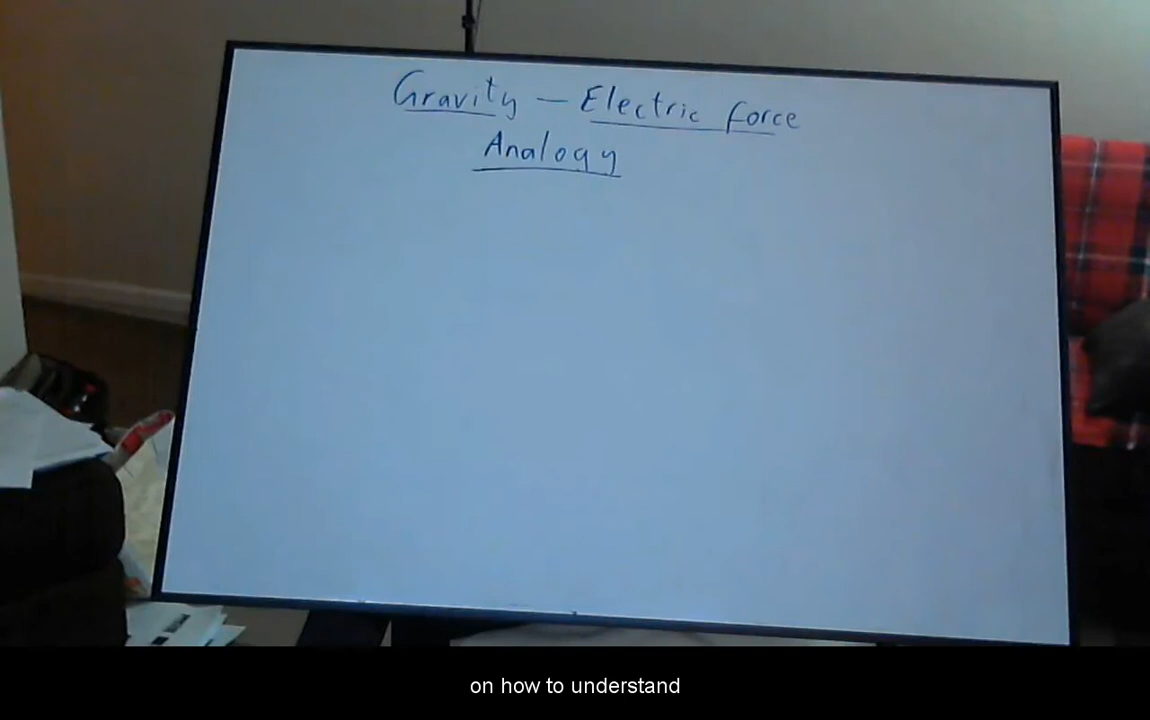 Gravity — Electric force
Analogy
on how to understand